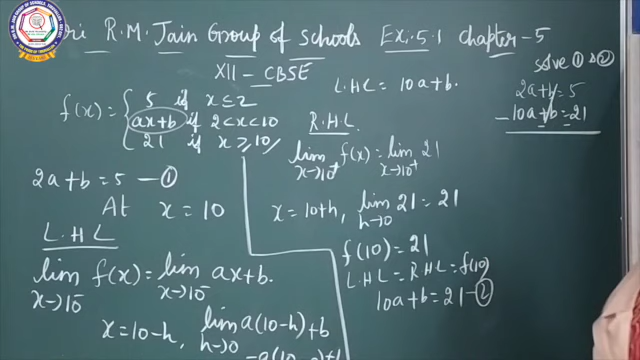 Sri R.M. Jain Group of Schools Ex:5.1 chapter-5
XII - CBSE
f(x) = { 5 if x ≤ 2
ax+b if 2 < x < 10
21 if x ≥ 10
2a+b = 5 — ①
At x = 10
L.H.L
lim f(x) = lim ax+b.
x→10⁻ x→10⁻
x = 10-h, lim a(10-h)+b
h→0
L.H.L = 10a+b.
R.H.L
lim f(x) = lim 21
x→10⁺ x→10⁺
x = 10+h, lim 21 = 21
h→0
f(10) = 21
L.H.L = R.H.L = f(10)
10a+b = 21 - ②
solve ① & ②
2a+b = 5
10a+b = 21